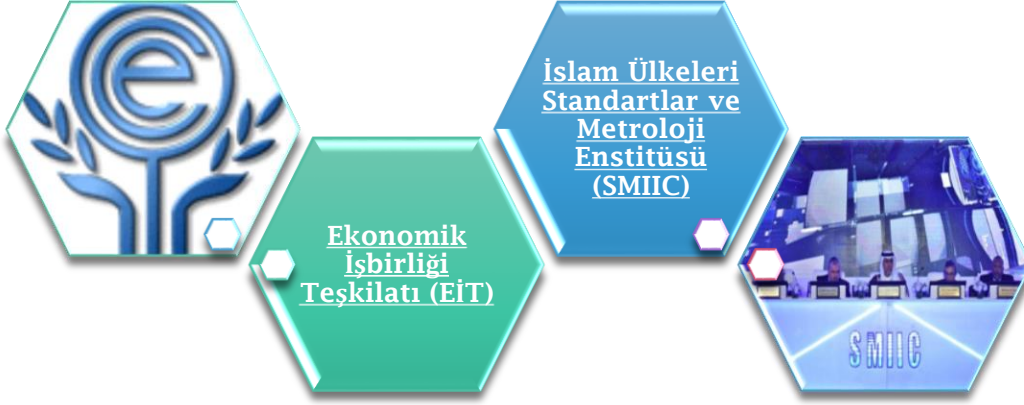 Ekonomik
İşbirliği
Teşkilatı (EİT)
İslam Ülkeleri
Standartlar ve
Metroloji
Enstitüsü
(SMIIC)
SMIIC